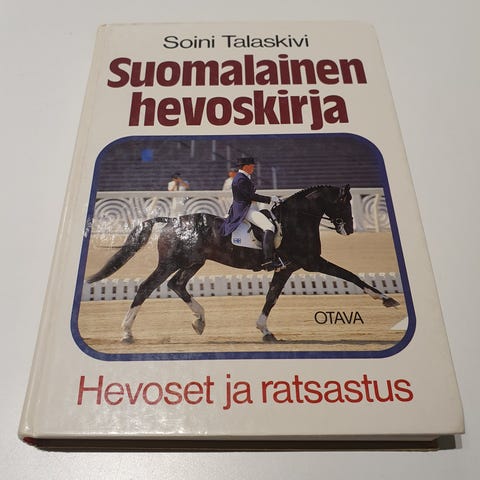 Soini Talaskivi
Suomalainen
hevoskirja
OTAVA
Hevoset ja ratsastus